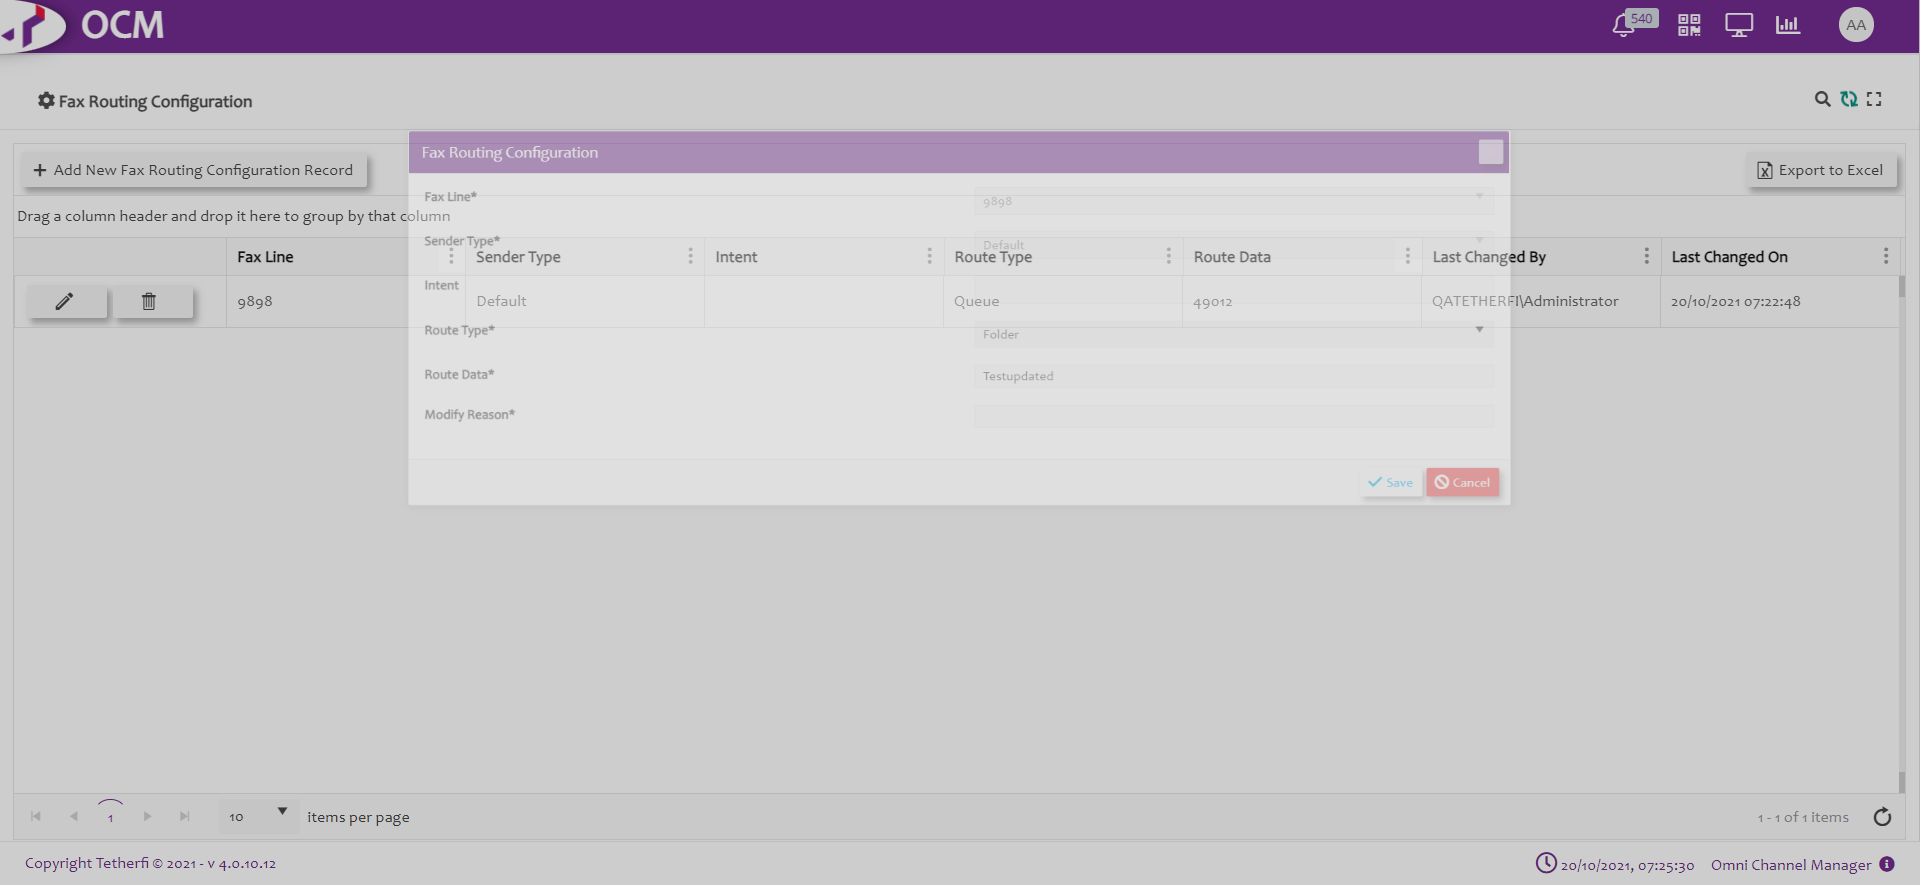 OCM
540
AA
Fax Routing Configuration
Fax Routing Configuration
+ Add New Fax Routing Configuration Record
Export to Excel
Drag a column header and drop it here to group by that column
Fax Line*
9898
Sender Type*
Default
Intent
Route Type*
Folder
Route Data*
Testupdated
Modify Reason*
Save
Cancel
Fax Line
Sender Type
Intent
Route Type
Route Data
Last Changed By
Last Changed On
9898
Default
Queue
49012
QATETHERFI\Administrator
20/10/2021 07:22:48
1
10
items per page
1 - 1 of 1 items
Copyright Tetherfi © 2021 - v 4.0.10.12
20/10/2021, 07:25:30
Omni Channel Manager